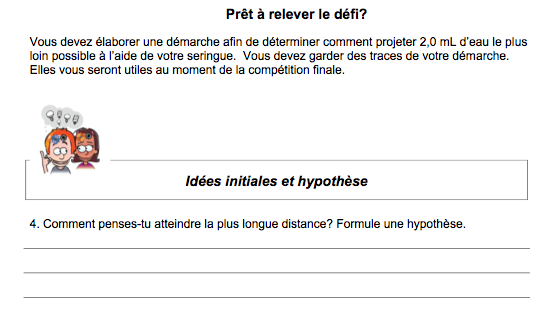 Prêt à relever le défi?
Vous devez élaborer une démarche afin de déterminer comment projeter 2,0 mL d'eau le plus
loin possible à l'aide de votre seringue. Vous devez garder des traces de votre démarche.
Elles vous seront utiles au moment de la compétition finale.
Idées initiales et hypothèse
4. Comment penses-tu atteindre la plus longue distance? Formule une hypothèse.